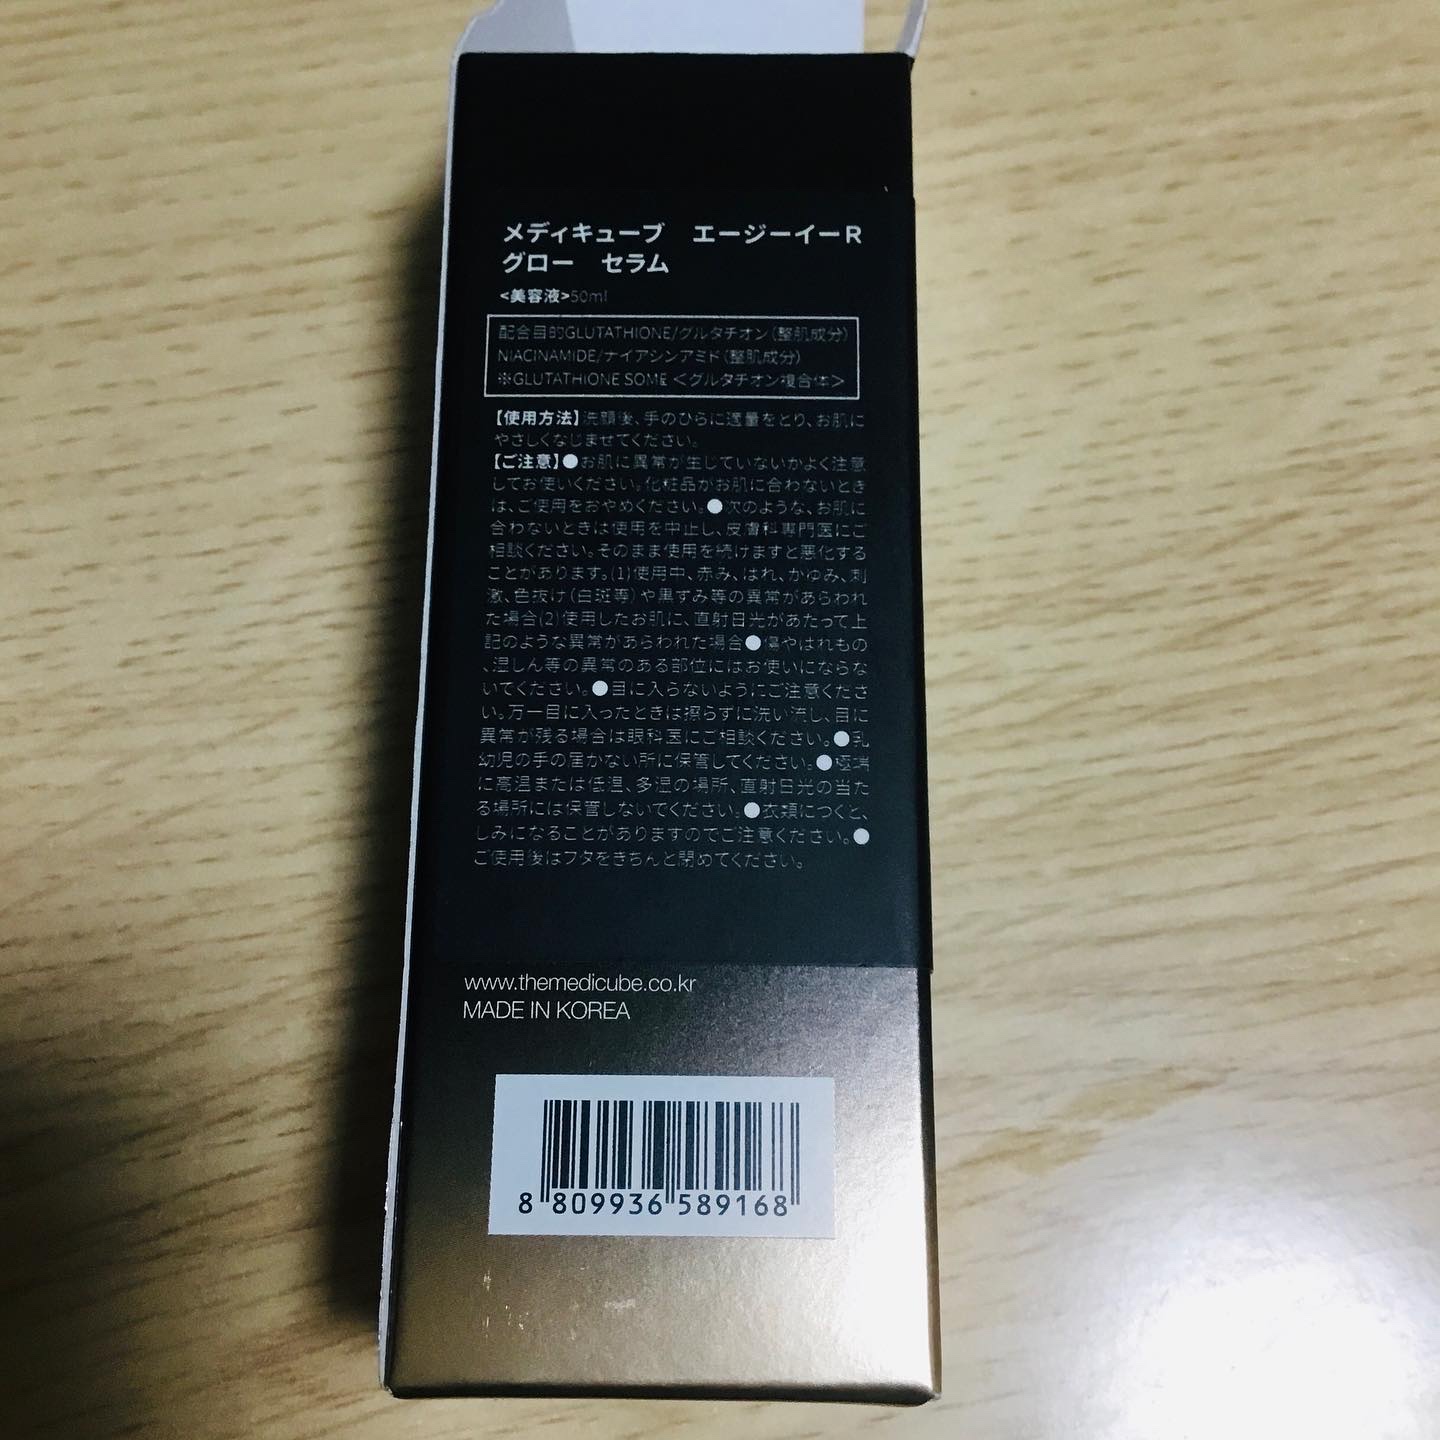 メディキューブ　エージーイーR
グロー　セラム
<美容液>50ml
配合目的GLUTATHIONE/グルタチオン（整肌成分）
NIACINAMIDE/ナイアシンアミド（整肌成分）
※GLUTATHIONE SOME＜グルタチオン複合体＞
【使用方法】洗顔後、手のひらに適量をとり、お肌に
やさしくなじませてください。
【ご注意】●お肌に異常が生じていないかよく注意
してお使いください。化粧品がお肌に合わないとき
は、ご使用をおやめください。●次のような、お肌に
合わないときは使用を中止し、皮膚科専門医にご
相談ください。そのまま使用を続けますと悪化する
ことがあります。(1)使用中、赤み、はれ、かゆみ、刺
激、色抜け（白斑等）や黒ずみ等の異常があらわれ
た場合(2)使用したお肌に、直射日光があたって上
記のような異常があらわれた場合●傷やはれもの
、湿しん等の異常のある部位にはお使いにならな
いでください。●目に入らないようにご注意くださ
い。万一目に入ったときは擦らずに洗い流し、目に
異常が残る場合は眼科医にご相談ください。●乳
幼児の手の届かない所に保管してください。●極端
に高温または低温、多湿の場所、直射日光の当た
る場所には保管しないでください。●衣類につくと、
しみになることがありますのでご注意ください。●
ご使用後はフタをきちんと閉めてください。
www.themedicube.co.kr
MADE IN KOREA
8 809936 589168